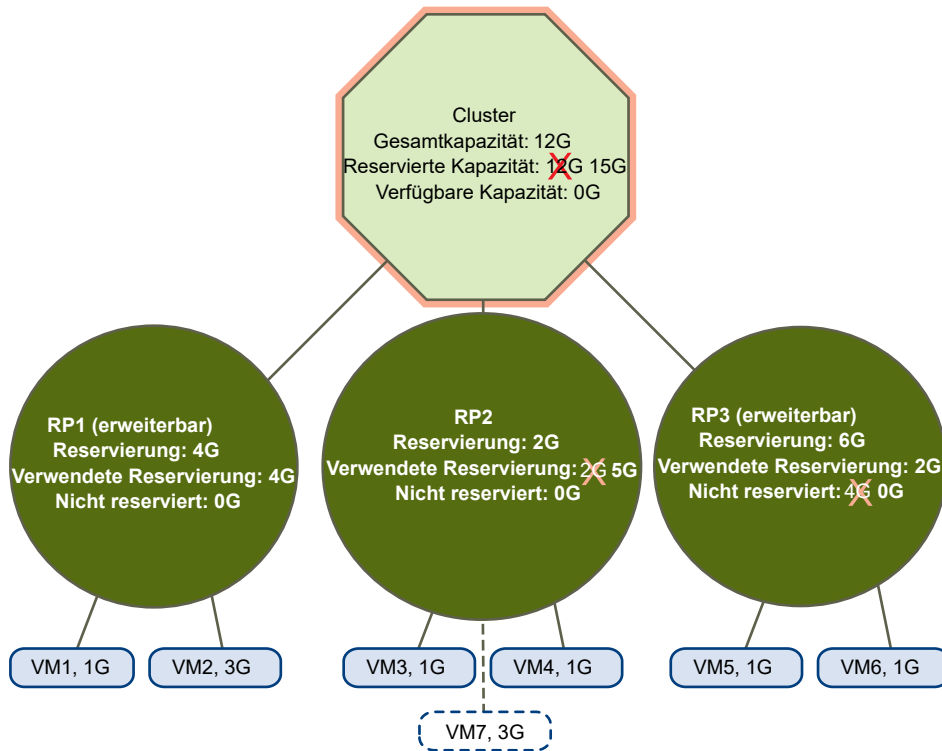 Cluster
Gesamtkapazität: 12G
Reservierte Kapazität: 12G 15G
Verfügbare Kapazität: 0G
RP1 (erweiterbar)
Reservierung: 4G
Verwendete Reservierung: 4G
Nicht reserviert: 0G
RP2
Reservierung: 2G
Verwendete Reservierung: 2G 5G
Nicht reserviert: 0G
RP3 (erweiterbar)
Reservierung: 6G
Verwendete Reservierung: 2G
Nicht reserviert: 4G 0G
VM1, 1G
VM2, 3G
VM3, 1G
VM4, 1G
VM5, 1G
VM6, 1G
VM7, 3G